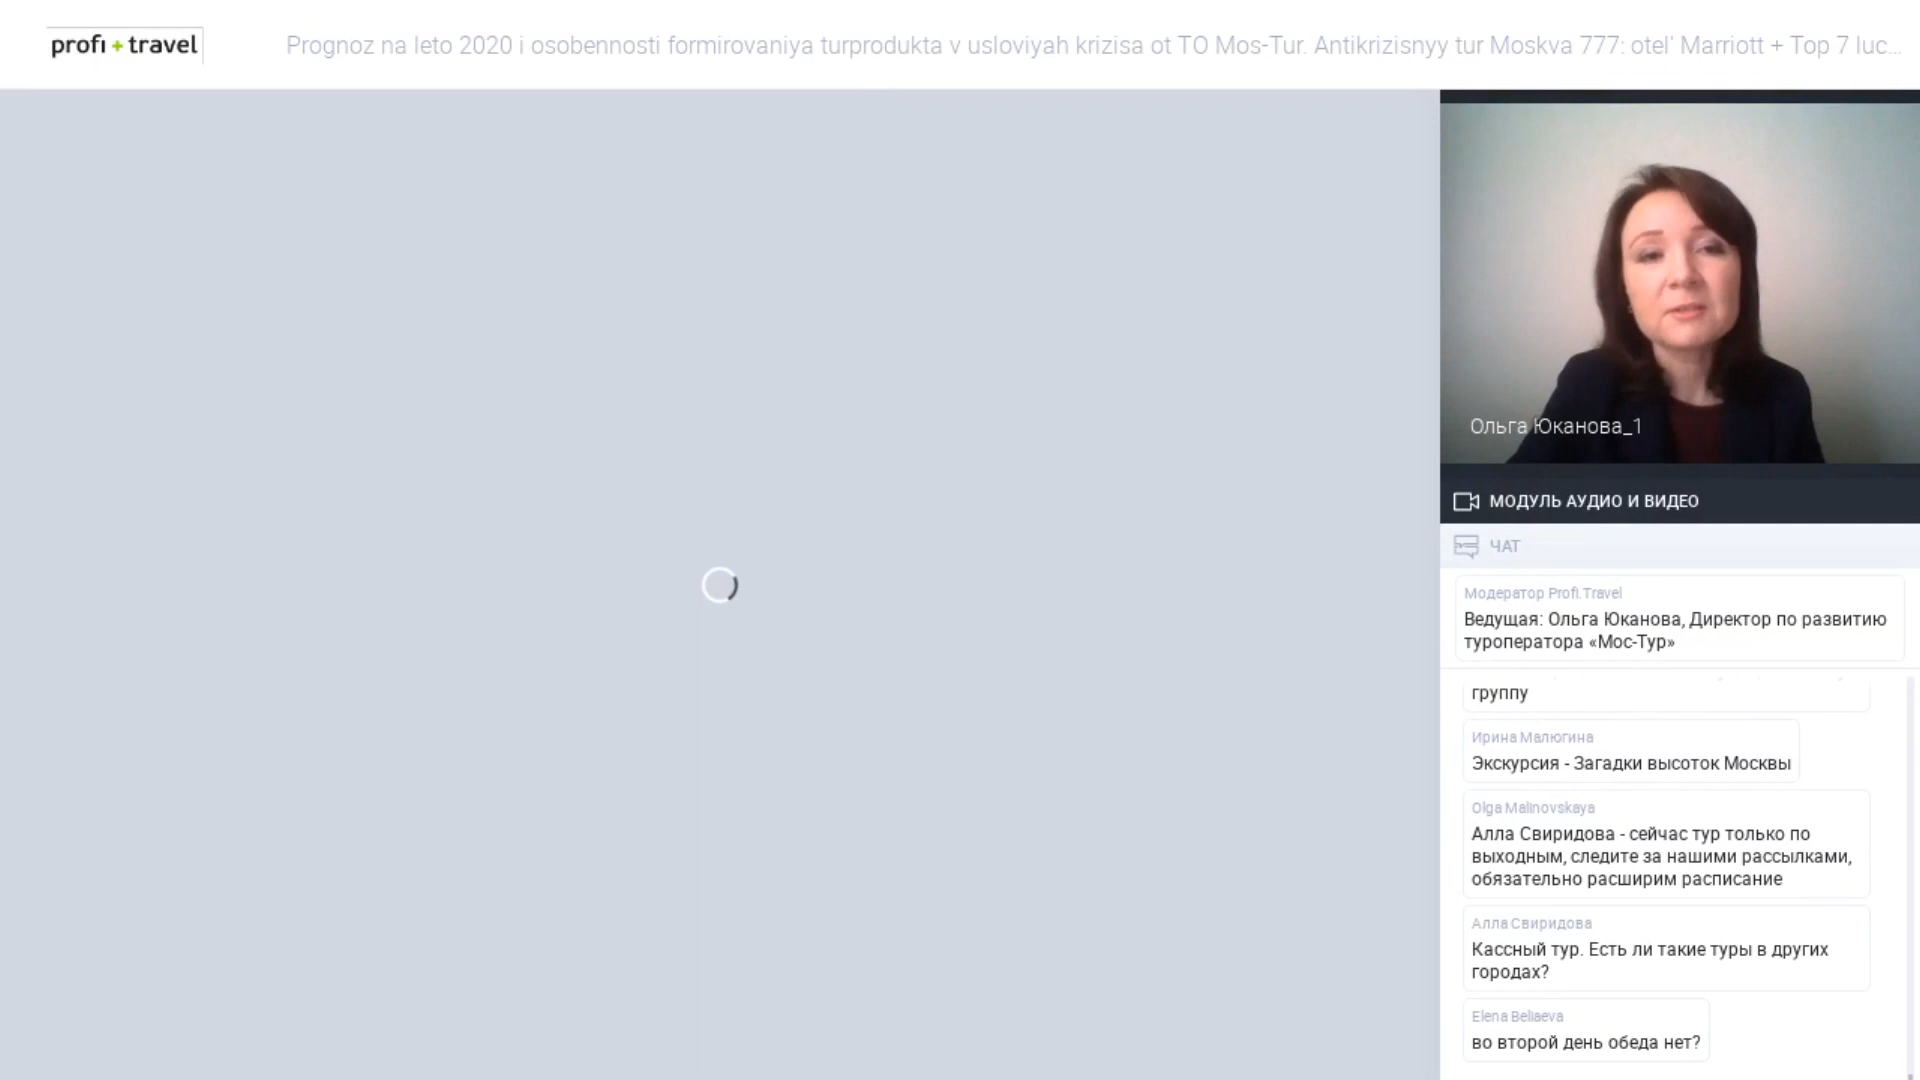 profi + travel
Prognoz na leto 2020 i osobennosti formirovaniya turprodukta v usloviyah krizisa ot TO Mos-Tur. Antikrizisnyy tur Moskva 777: otel' Marriott + Top 7 luc...
Ольга Юканова_1
МОДУЛЬ АУДИО И ВИДЕО
ЧАТ
Модератор Profi.Travel
Ведущая: Ольга Юканова, Директор по развитию
туроператора «Мос-Тур»
группу
Ирина Малюгина
Экскурсия - Загадки высоток Москвы
Olga Malinovskaya
Алла Свиридова - сейчас тур только по
выходным, следите за нашими рассылками,
обязательно расширим расписание
Алла Свиридова
Кассный тур. Есть ли такие туры в других
городах?
Elena Beliaeva
во второй день обеда нет?